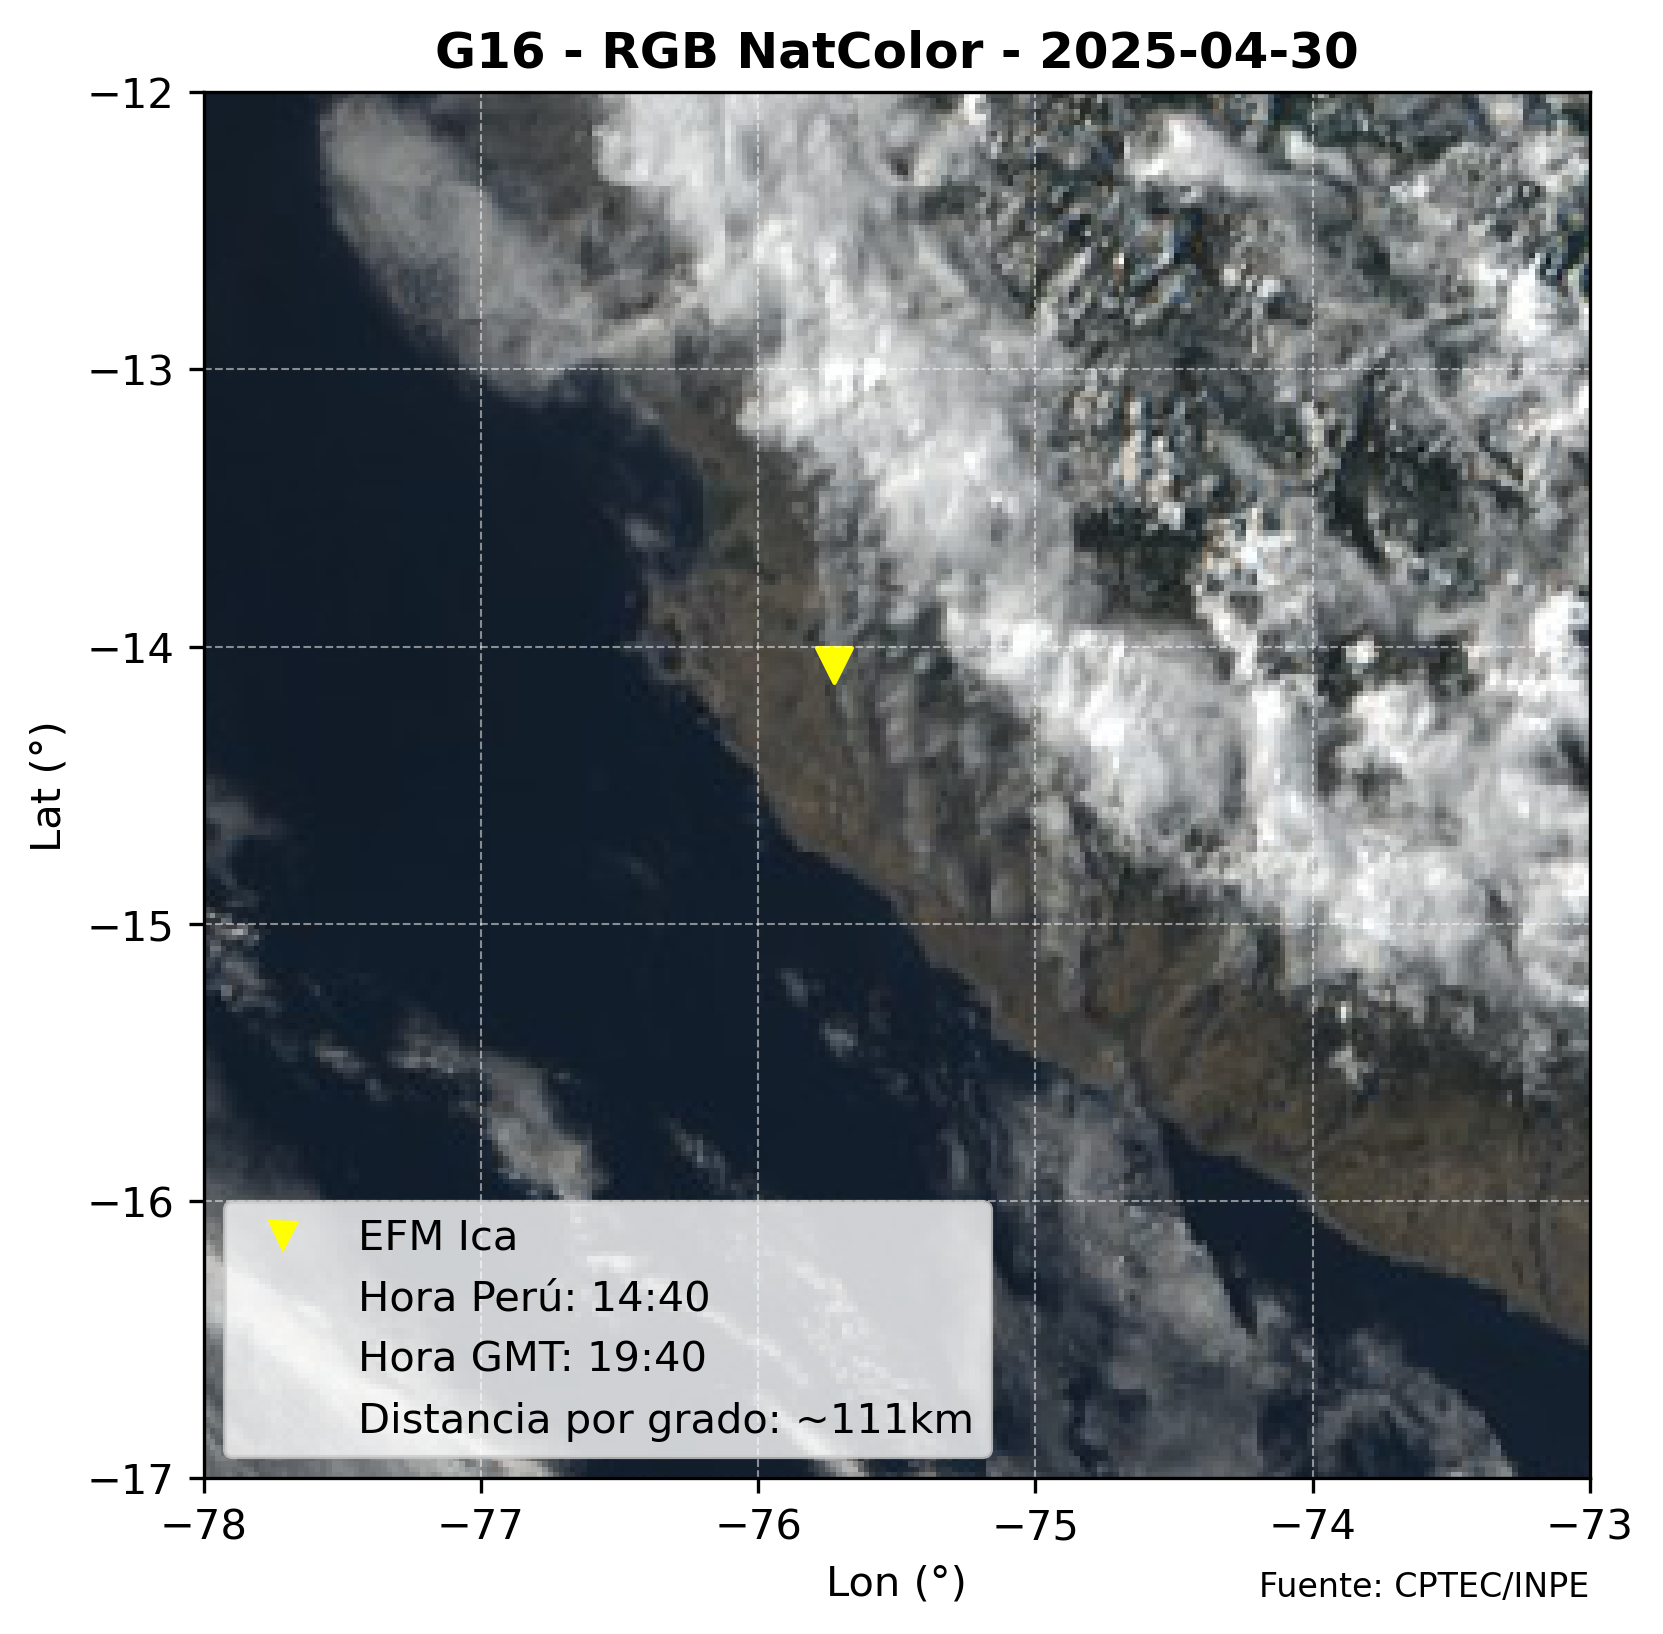 G16 - RGB NatColor - 2025-04-30
−12
−13
−14
−15
−16
−17
Lat (°)
EFM Ica
Hora Perú: 14:40
Hora GMT: 19:40
Distancia por grado: ~111km
−78 −77 −76 −75 −74 −73
Lon (°)
Fuente: CPTEC/INPE